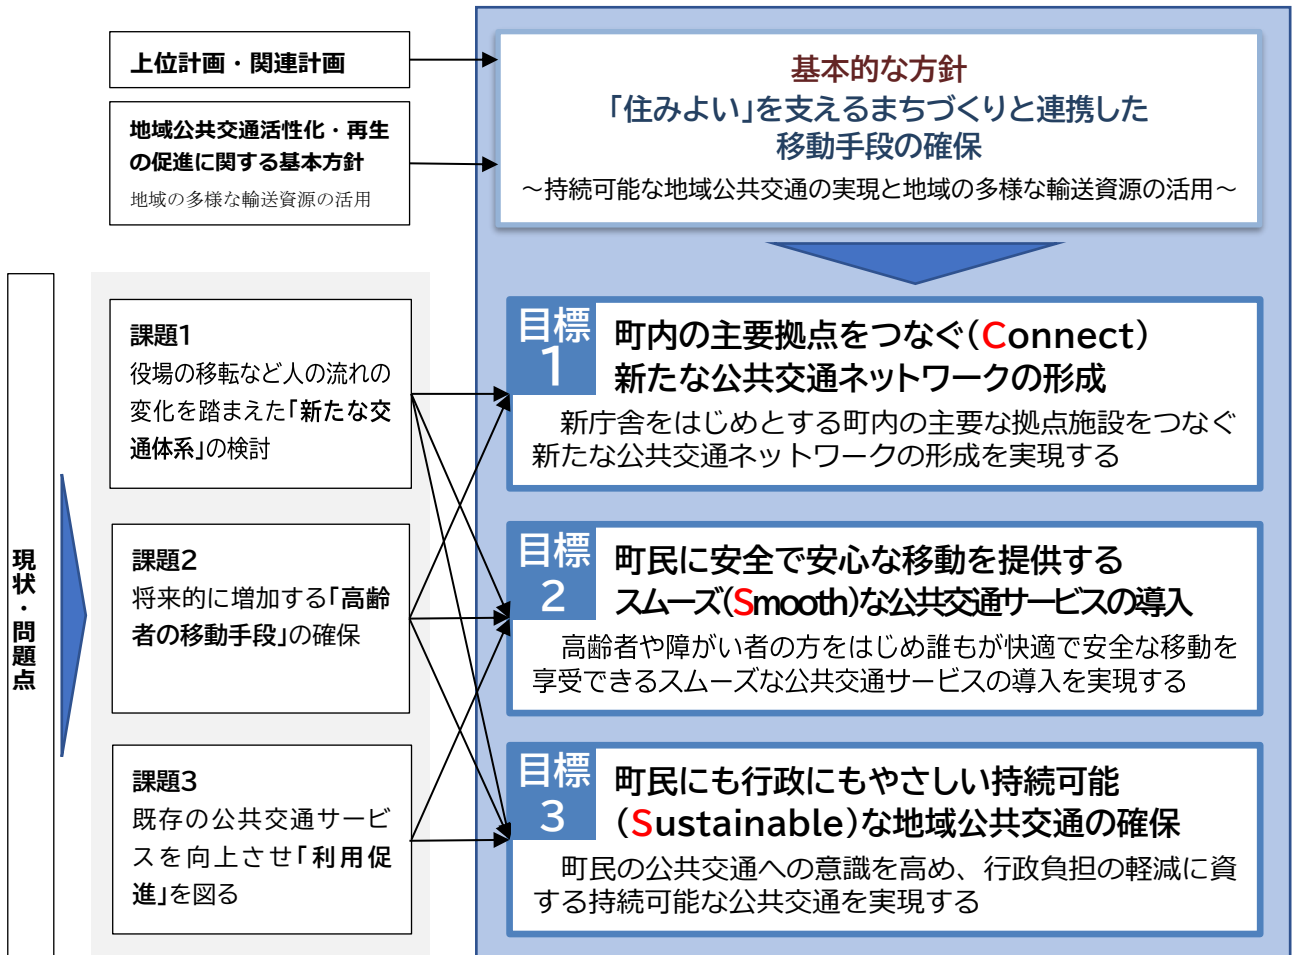 上位計画・関連計画
地域公共交通活性化・再生
の促進に関する基本方針
地域の多様な輸送資源の活用
基本的な方針
「住みよい」を支えるまちづくりと連携した
移動手段の確保
～持続可能な地域公共交通の実現と地域の多様な輸送資源の活用～
現状・問題点
課題1
役場の移転など人の流れの
変化を踏まえた「新たな交
通体系」の検討
課題2
将来的に増加する「高齢
者の移動手段」の確保
課題3
既存の公共交通サービ
スを向上させ「利用促
進」を図る
目標
1
町内の主要拠点をつなぐ（Connect）
新たな公共交通ネットワークの形成
新庁舎をはじめとする町内の主要な拠点施設をつなぐ
新たな公共交通ネットワークの形成を実現する
目標
2
町民に安全で安心な移動を提供する
スムーズ(Smooth)な公共交通サービスの導入
高齢者や障がい者の方をはじめ誰もが快適で安全な移動を
享受できるスムーズな公共交通サービスの導入を実現する
目標
3
町民にも行政にもやさしい持続可能
（Sustainable）な地域公共交通の確保
町民の公共交通への意識を高め、行政負担の軽減に資
する持続可能な公共交通を実現する